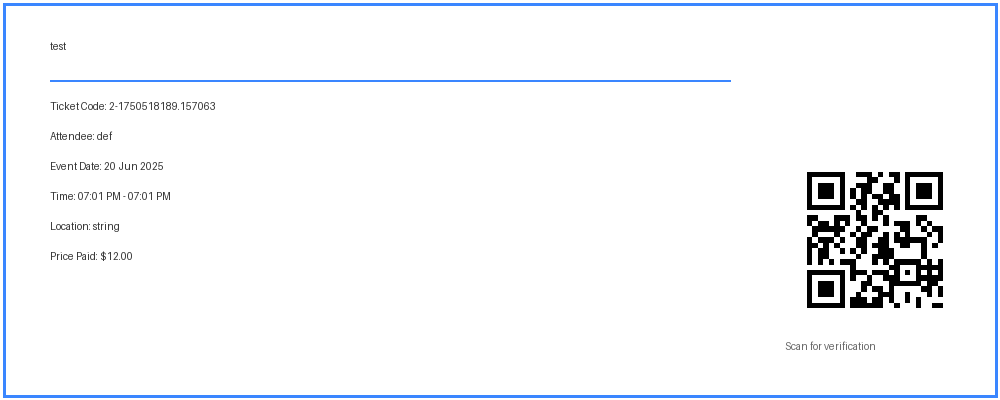 test
Ticket Code: 2-1750518189.157063
Attendee: def
Event Date: 20 Jun 2025
Time: 07:01 PM - 07:01 PM
Location: string
Price Paid: $12.00
Scan for verification